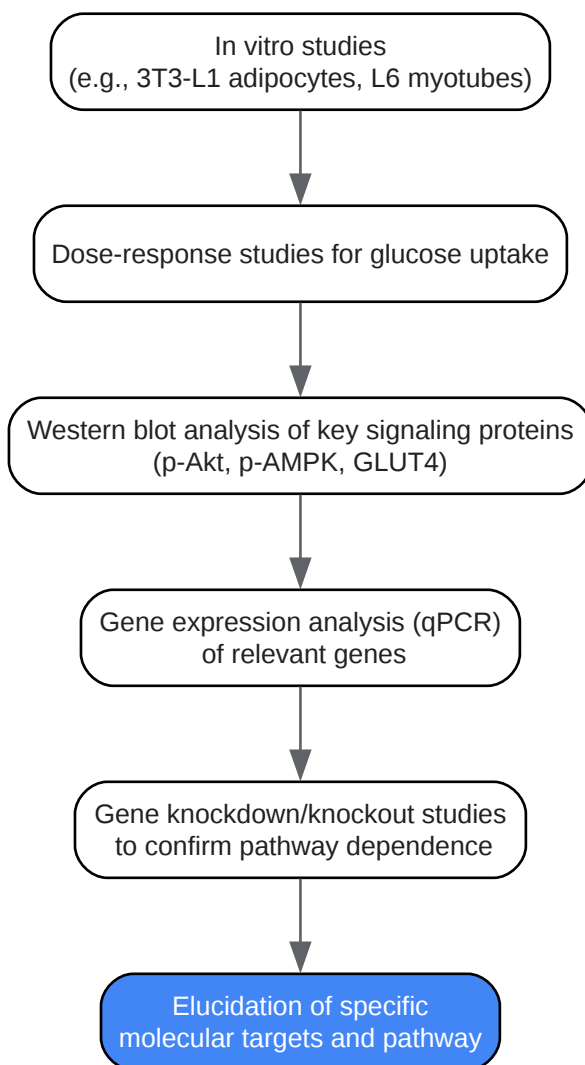 In vitro studies
(e.g., 3T3-L1 adipocytes, L6 myotubes)
Dose-response studies for glucose uptake
Western blot analysis of key signaling proteins
(p-Akt, p-AMPK, GLUT4)
Gene expression analysis (qPCR)
of relevant genes
Gene knockdown/knockout studies
to confirm pathway dependence
Elucidation of specific
molecular targets and pathway